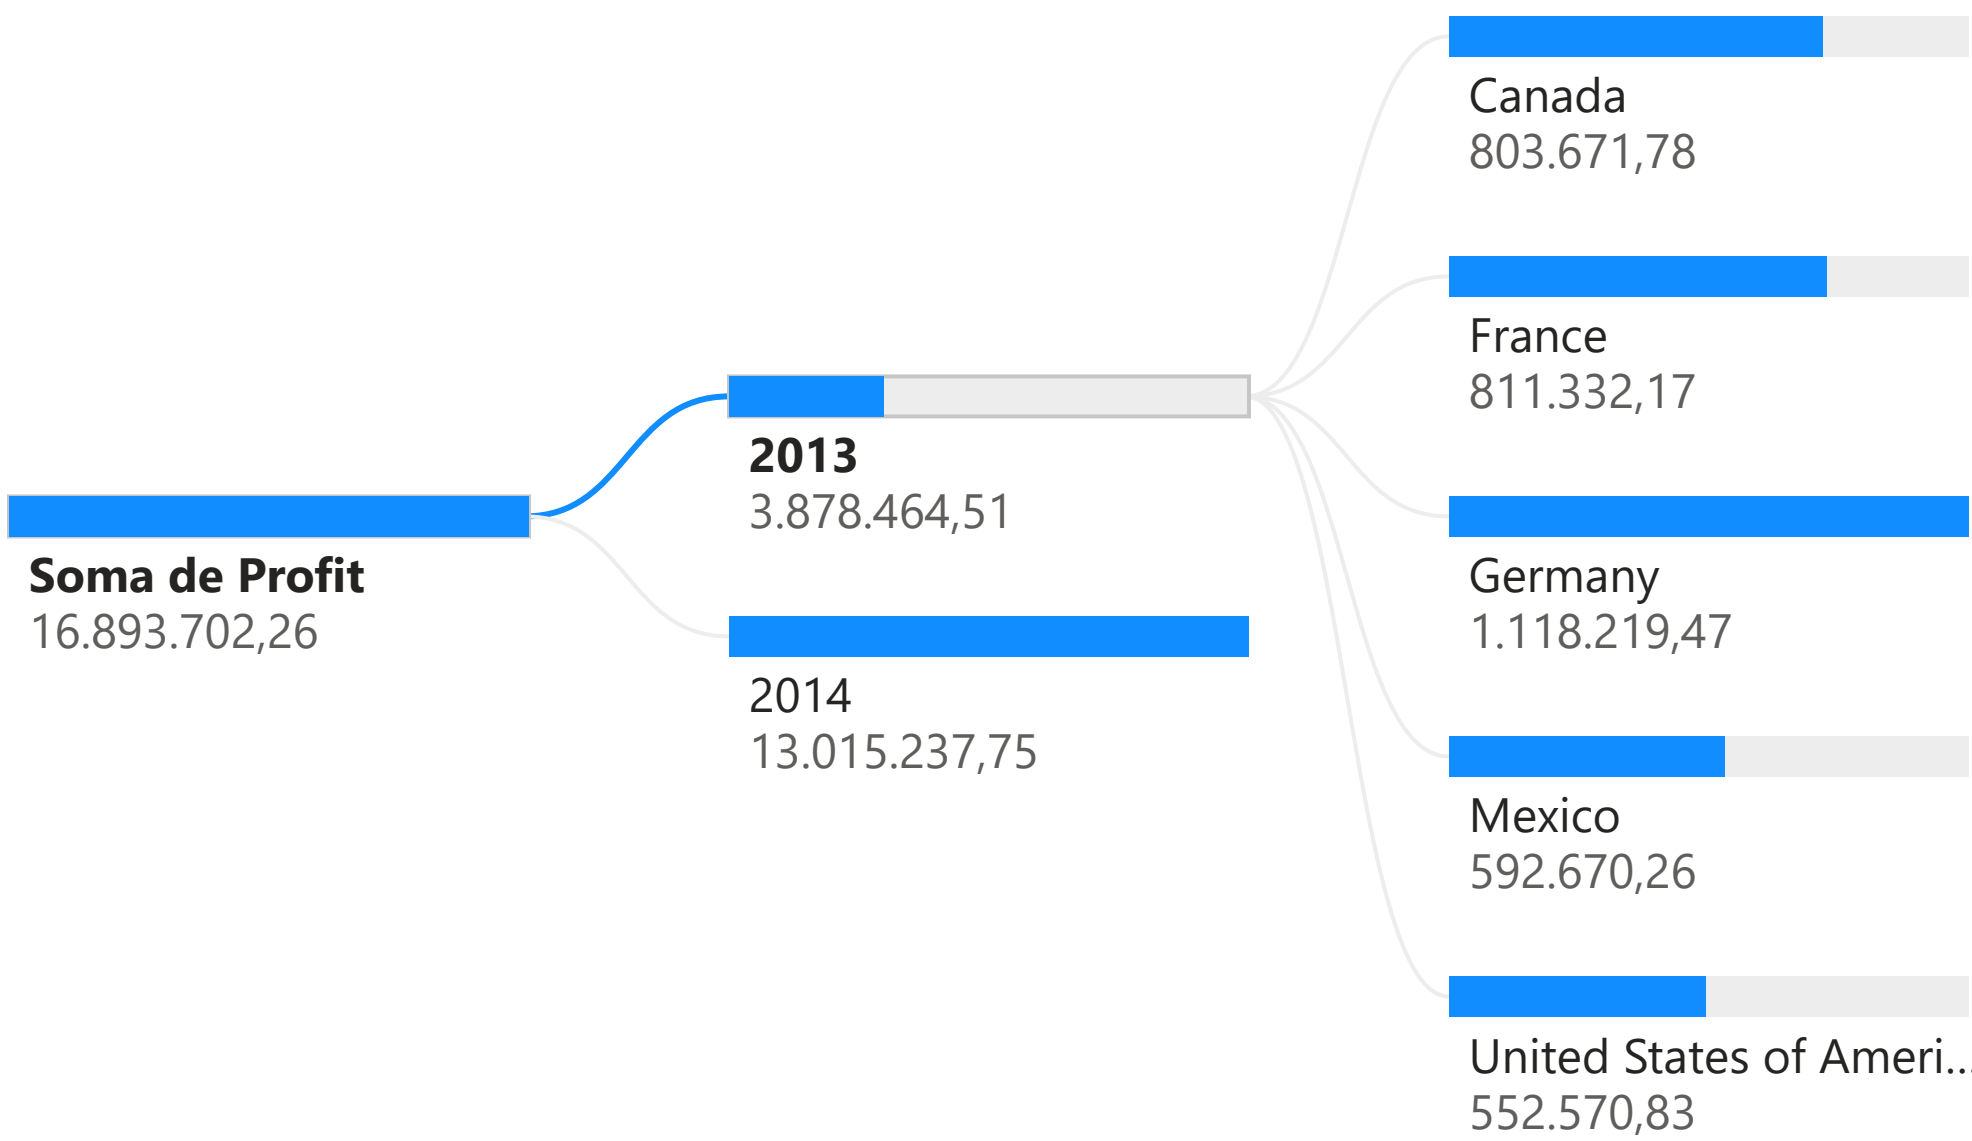 Soma de Profit
16.893.702,26
2013
3.878.464,51
2014
13.015.237,75
Canada
803.671,78
France
811.332,17
Germany
1.118.219,47
Mexico
592.670,26
United States of Ameri...
552.570,83